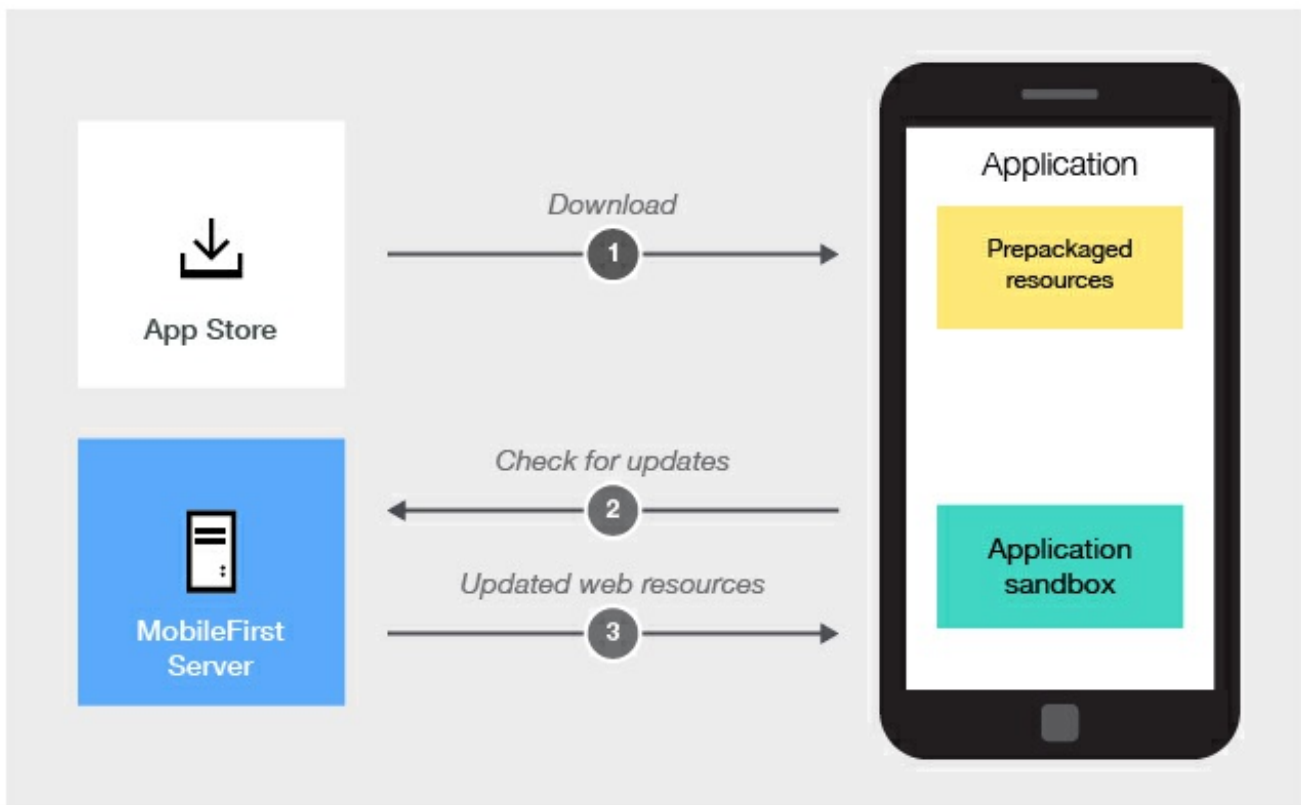 Application
Download
1
Prepackaged
resources
App Store
Check for updates
2
Application
sandbox
Updated web resources
3
MobileFirst
Server